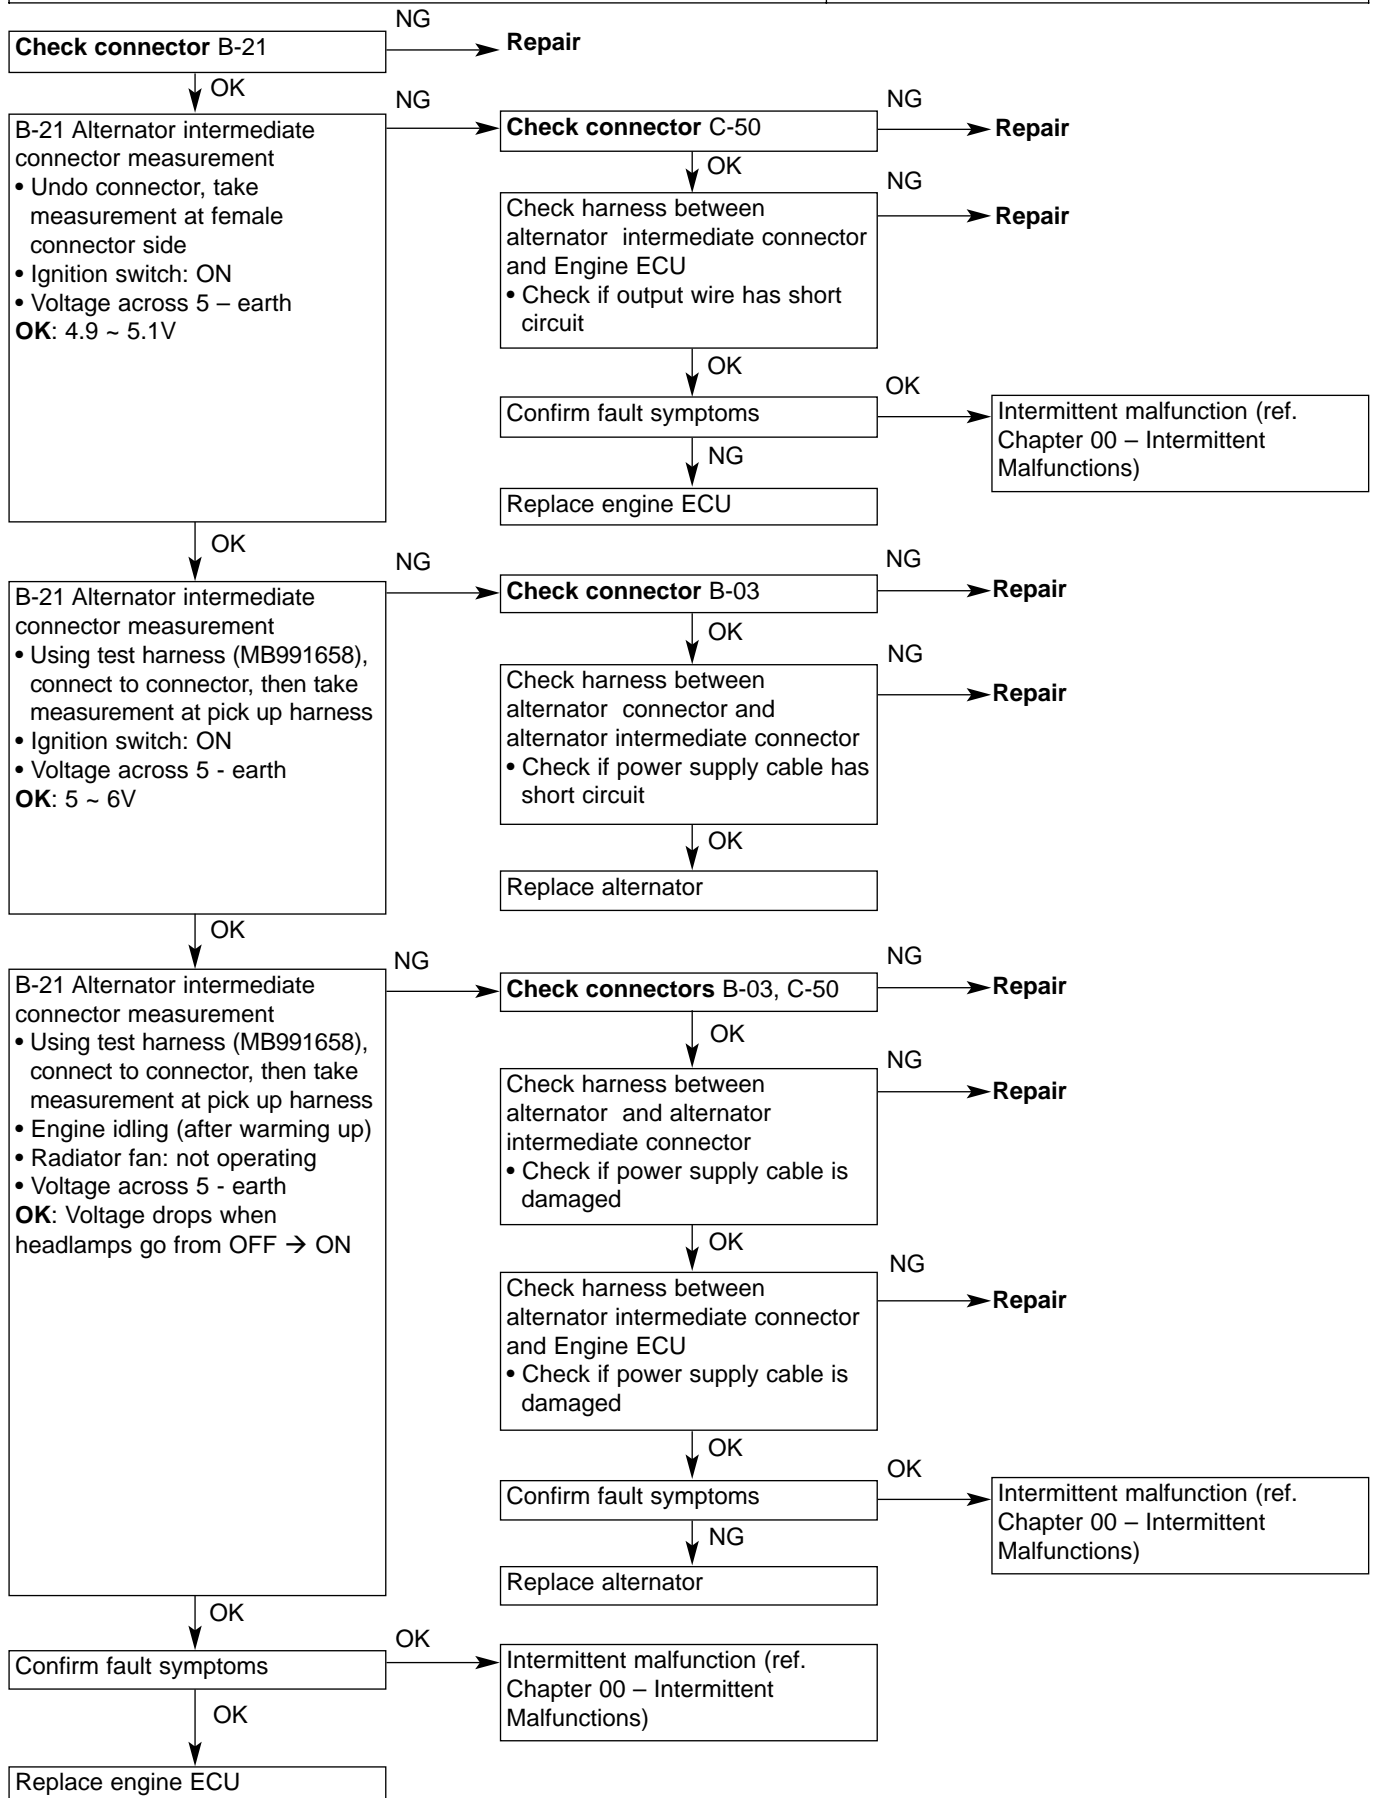 NG
Check connector B-21
Repair
OK
NG
NG
B-21 Alternator intermediate
connector measurement
• Undo connector, take
measurement at female
connector side
• Ignition switch: ON
• Voltage across 5 – earth
OK: 4.9 ~ 5.1V
Check connector C-50
Repair
OK
NG
Check harness between
alternator intermediate connector
and Engine ECU
• Check if output wire has short
circuit
Repair
OK
OK
Confirm fault symptoms
Intermittent malfunction (ref.
Chapter 00 – Intermittent
Malfunctions)
NG
Replace engine ECU
OK
NG
NG
B-21 Alternator intermediate
connector measurement
• Using test harness (MB991658),
connect to connector, then take
measurement at pick up harness
• Ignition switch: ON
• Voltage across 5 - earth
OK: 5 ~ 6V
Check connector B-03
Repair
OK
NG
Check harness between
alternator connector and
alternator intermediate connector
• Check if power supply cable has
short circuit
Repair
OK
Replace alternator
OK
NG
NG
B-21 Alternator intermediate
connector measurement
• Using test harness (MB991658),
connect to connector, then take
measurement at pick up harness
• Engine idling (after warming up)
• Radiator fan: not operating
• Voltage across 5 - earth
OK: Voltage drops when
headlamps go from OFF → ON
Check connectors B-03, C-50
Repair
OK
NG
Check harness between
alternator and alternator
intermediate connector
• Check if power supply cable is
damaged
Repair
OK
NG
Check harness between
alternator intermediate connector
and Engine ECU
• Check if power supply cable is
damaged
Repair
OK
OK
Confirm fault symptoms
Intermittent malfunction (ref.
Chapter 00 – Intermittent
Malfunctions)
NG
Replace alternator
OK
OK
Confirm fault symptoms
Intermittent malfunction (ref.
Chapter 00 – Intermittent
Malfunctions)
OK
Replace engine ECU